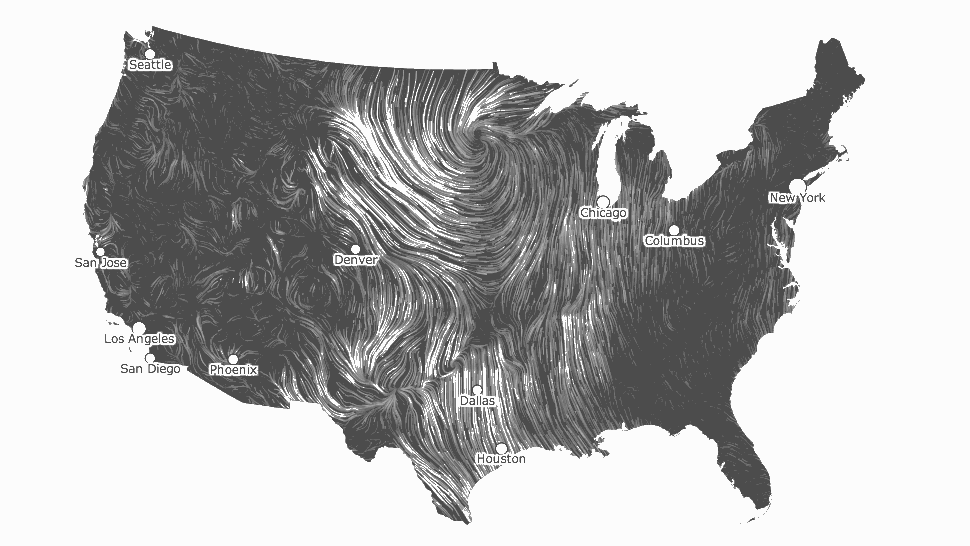 Seattle
New York
Chicago
Columbus
Denver
San Jose
Los Angeles
San Diego
Phoenix
Dallas
Houston